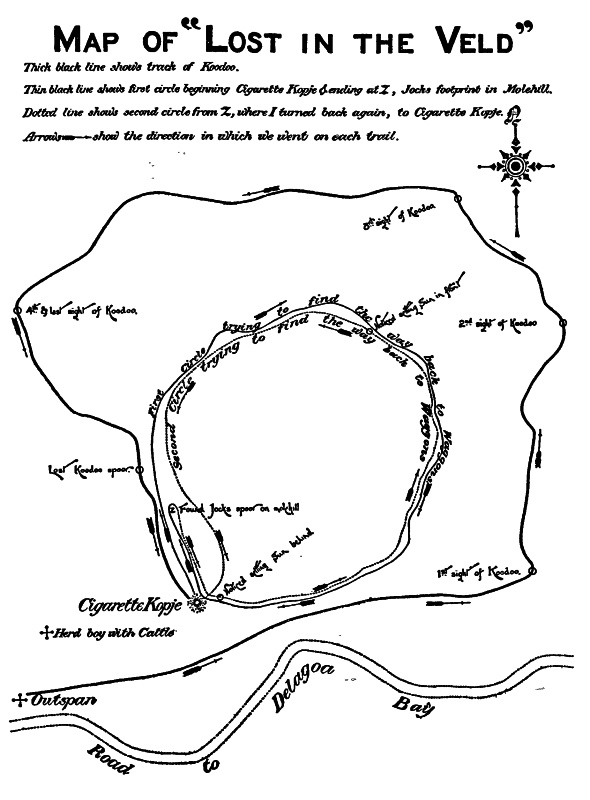 MAP OF “LOST IN THE VELD”
Thick black line shows track of Koodoo.
Thin black line shows first circle beginning Cigarette Kopje & ending at Z, Jocks footprint in Molehill.
Dotted line shows second circle from Z, where I turned back again, to Cigarette Kopje.
Arrows show the direction in which we went on each trail.
3rd sight of Koodoo
4th & last sight of Koodoo
2nd sight of Koodoo
First Circle trying to find the way back to Waggons
Second Circle trying to find the way back to Waggons
Sun in
Lost Koodoo spoor
Z Found Jocks spoor on molehill
Sun behind
1st sight of Koodoo
Cigarette Kopje
Herd boy with Cattle
Outspan
Road to Delagoa Bay